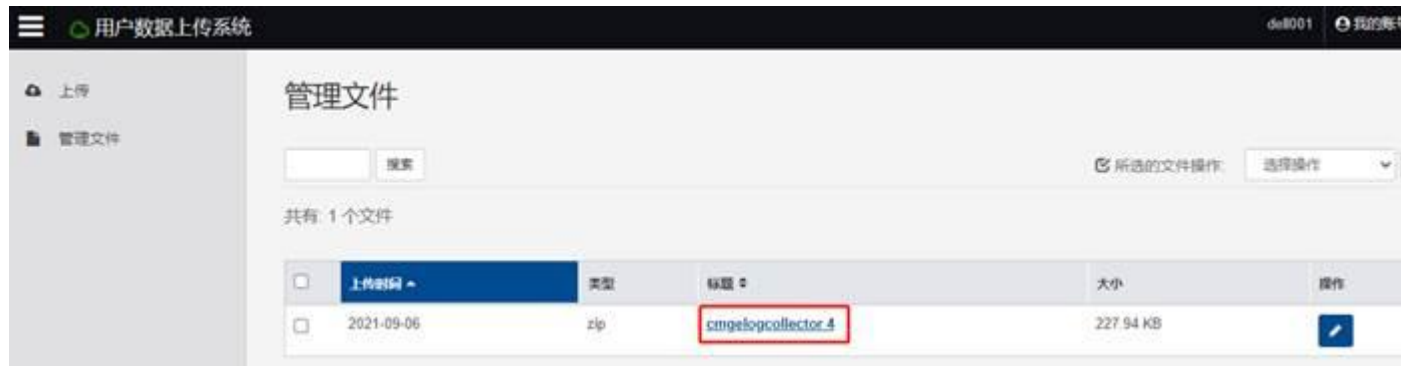 用户数据上传系统
dell001
我的账号
上传
管理文件
管理文件
搜索
所选的文件操作:
选择操作
共有 1 个文件
上传时间
类型
标题
大小
操作
2021-09-06
zip
cmgelogcollector 4
227.94 KB